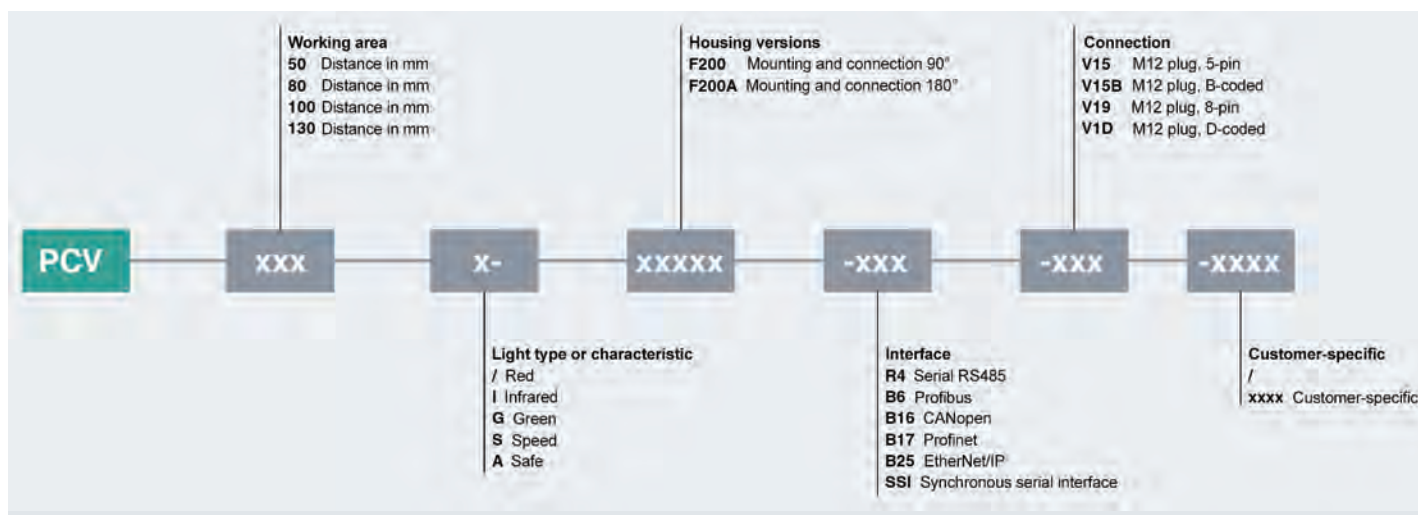 Working area
50 Distance in mm
80 Distance in mm
100 Distance in mm
130 Distance in mm
Housing versions
F200 Mounting and connection 90°
F200A Mounting and connection 180°
Connection
V15 M12 plug, 5-pin
V15B M12 plug, B-coded
V19 M12 plug, 8-pin
V1D M12 plug, D-coded
PCV
xxx
x-
xxxxx
-xxx
-xxx
-xxxx
Light type or characteristic
/ Red
I Infrared
G Green
S Speed
A Safe
Interface
R4 Serial RS485
B6 Profibus
B16 CANopen
B17 Profinet
B25 EtherNet/IP
SSI Synchronous serial interface
Customer-specific
/
xxxx Customer-specific